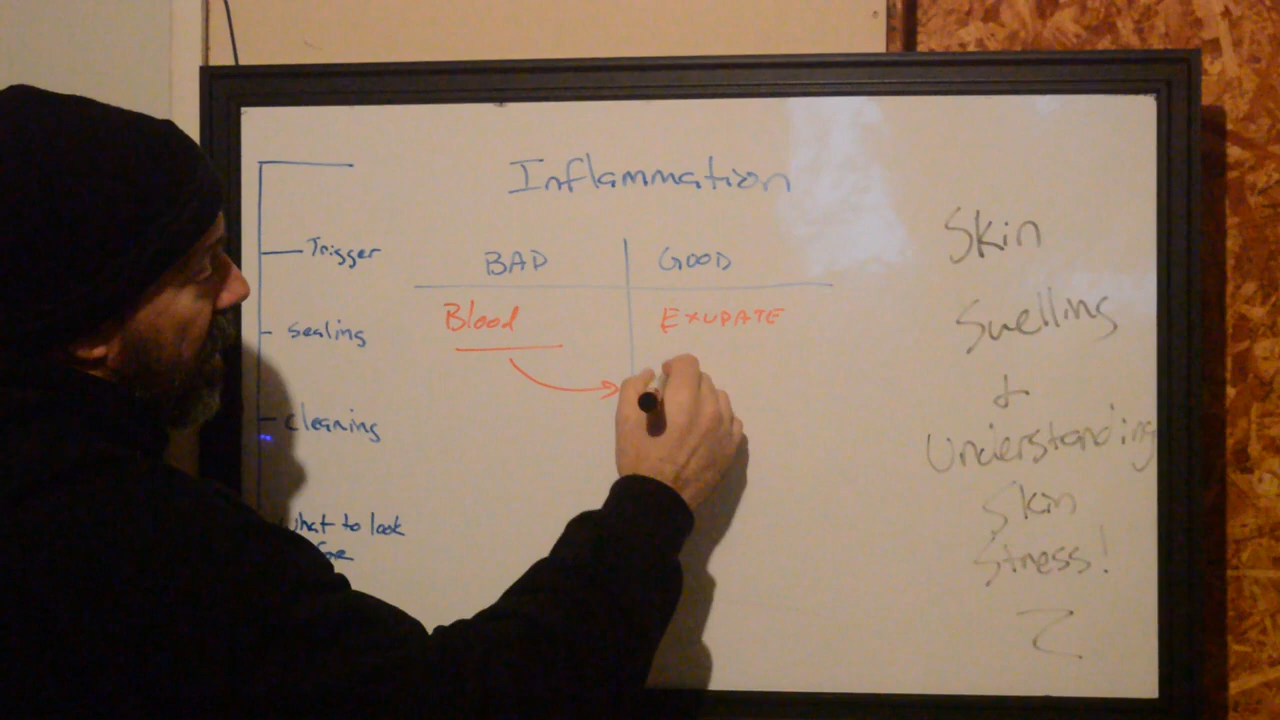 Inflammation
Trigger
Sealing
Cleaning
what to look
for
BAD
GOOD
Blood
EXUDATE
Skin
Swelling
+
Understanding
Skin
Stress!